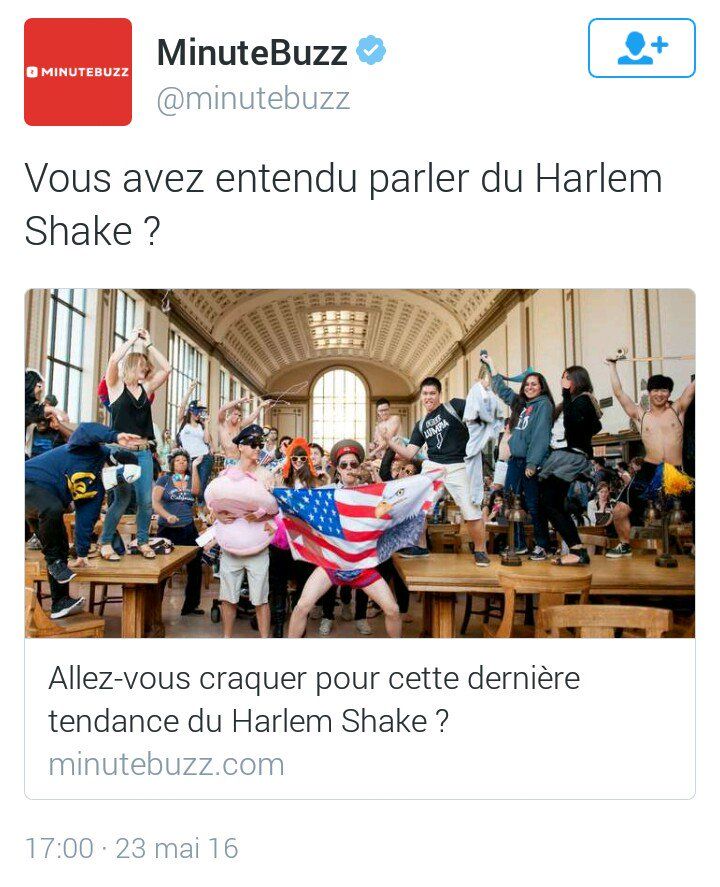 MINUTEBUZZ
MinuteBuzz
@minutebuzz
Vous avez entendu parler du Harlem
Shake ?
Allez-vous craquer pour cette dernière
tendance du Harlem Shake ?
minutebuzz.com
17:00 · 23 mai 16